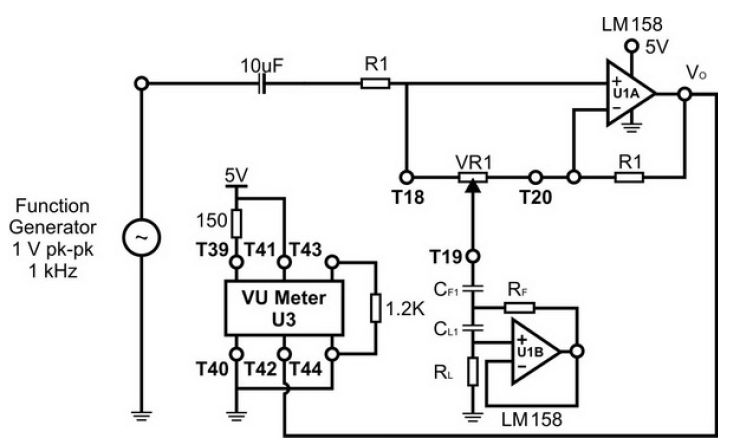 LM158
5V
10uF
R1
+
U1A
−
Vo
VR1
R1
T18
T20
5V
Function
Generator
1 V pk-pk
1 kHz
~
150
T39 T41 T43
T19
VU Meter
U3
1.2K
CF1
RF
CL1
+
U1B
−
RL
T40 T42 T44
LM158